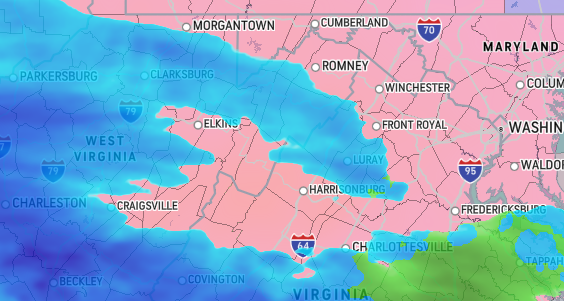 MORGANTOWN
CUMBERLAND
70
MARYLAND
ROMNEY
PARKERSBURG
CLARKSBURG
WINCHESTER
COLUM
79
ELKINS
FRONT ROYAL
WASHIN
WEST
VIRGINIA
LURAY
79
95
WALDOR
HARRISONBURG
CHARLESTON
CRAIGSVILLE
FREDERICKSBURG
64
CHARLOTTESVILLE
TAPPAH
BECKLEY
COVINGTON
VIRGINIA